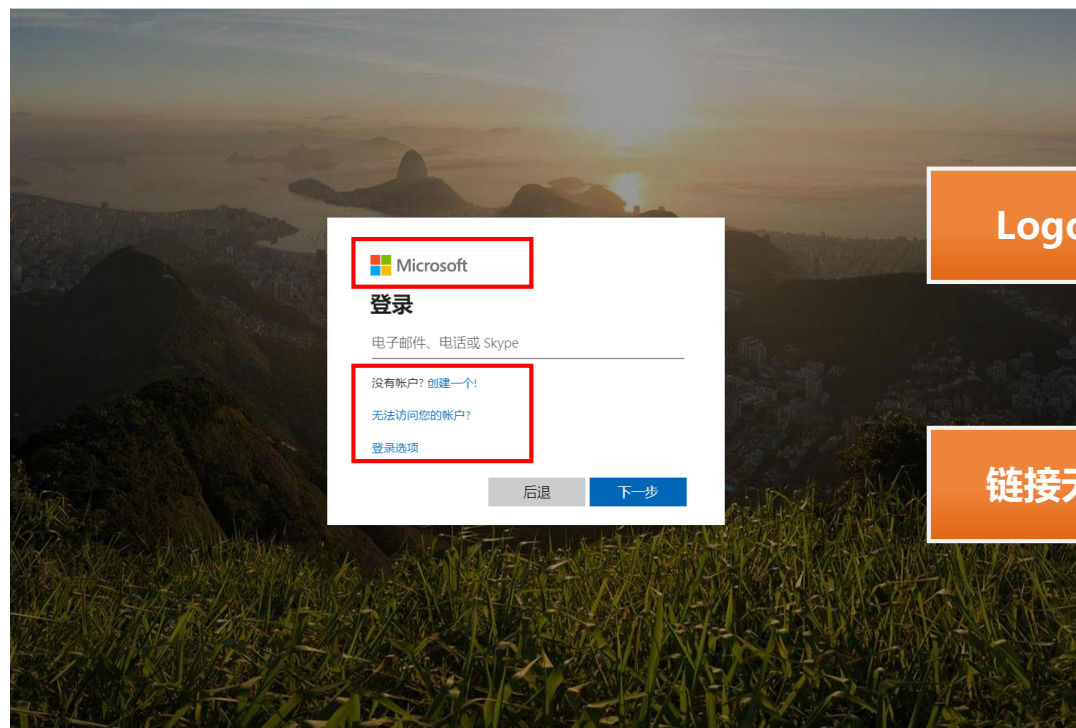 Microsoft
登录
电子邮件、电话或 Skype
没有帐户? 创建一个!
无法访问您的帐户?
登录选项
后退 下一步
Logo
链接